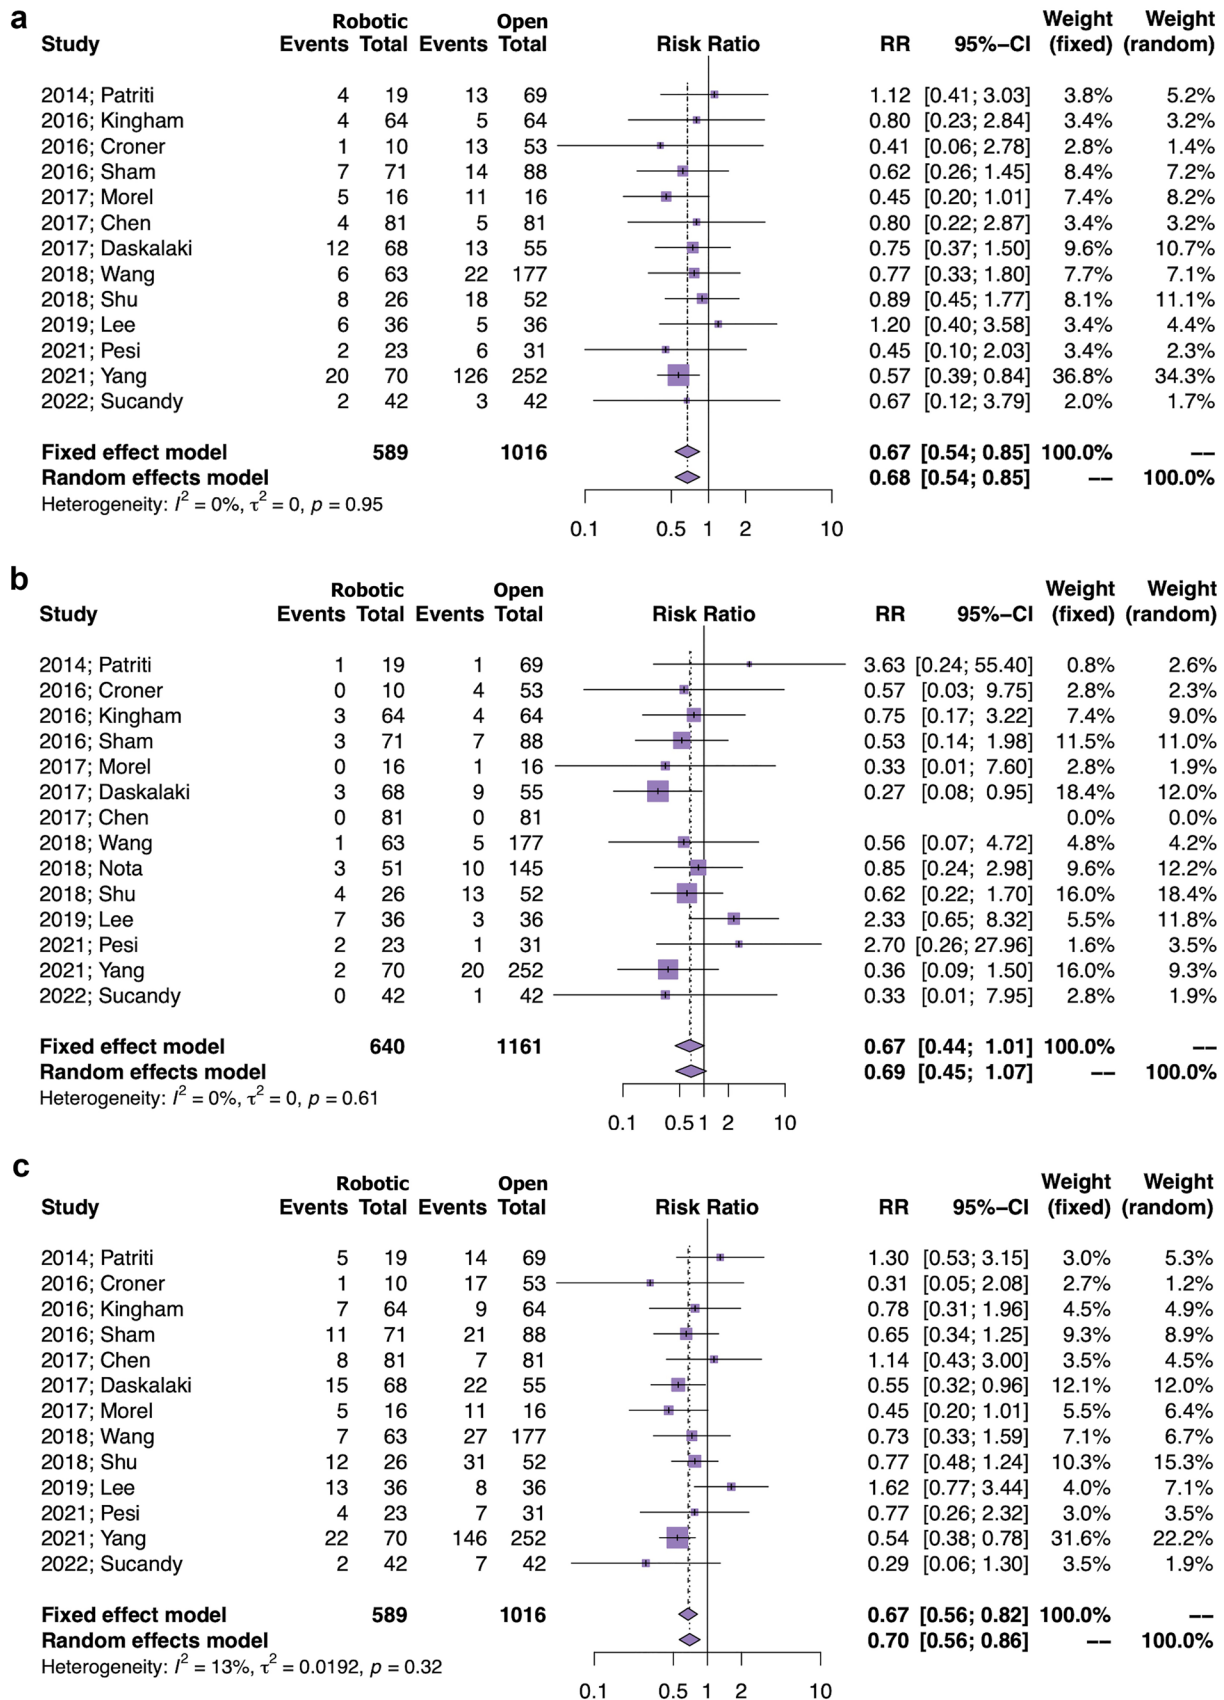 a
Robotic Open Weight Weight
Study Events Total Events Total Risk Ratio RR 95%−CI (fixed) (random)
2014; Patriti 4 19 13 69 1.12 [0.41; 3.03] 3.8% 5.2%
2016; Kingham 4 64 5 64 0.80 [0.23; 2.84] 3.4% 3.2%
2016; Croner 1 10 13 53 0.41 [0.06; 2.78] 2.8% 1.4%
2016; Sham 7 71 14 88 0.62 [0.26; 1.45] 8.4% 7.2%
2017; Morel 5 16 11 16 0.45 [0.20; 1.01] 7.4% 8.2%
2017; Chen 4 81 5 81 0.80 [0.22; 2.87] 3.4% 3.2%
2017; Daskalaki 12 68 13 55 0.75 [0.37; 1.50] 9.6% 10.7%
2018; Wang 6 63 22 177 0.77 [0.33; 1.80] 7.7% 7.1%
2018; Shu 8 26 18 52 0.89 [0.45; 1.77] 8.1% 11.1%
2019; Lee 6 36 5 36 1.20 [0.40; 3.58] 3.4% 4.4%
2021; Pesi 2 23 6 31 0.45 [0.10; 2.03] 3.4% 2.3%
2021; Yang 20 70 126 252 0.57 [0.39; 0.84] 36.8% 34.3%
2022; Sucandy 2 42 3 42 0.67 [0.12; 3.79] 2.0% 1.7%
Fixed effect model 589 1016 0.67 [0.54; 0.85] 100.0% −−
Random effects model 0.68 [0.54; 0.85] −− 100.0%
Heterogeneity: I² = 0%, τ² = 0, p = 0.95
0.1 0.5 1 2 10
b
Robotic Open Weight Weight
Study Events Total Events Total Risk Ratio RR 95%−CI (fixed) (random)
2014; Patriti 1 19 1 69 3.63 [0.24; 55.40] 0.8% 2.6%
2016; Croner 0 10 4 53 0.57 [0.03; 9.75] 2.8% 2.3%
2016; Kingham 3 64 4 64 0.75 [0.17; 3.22] 7.4% 9.0%
2016; Sham 3 71 7 88 0.53 [0.14; 1.98] 11.5% 11.0%
2017; Morel 0 16 1 16 0.33 [0.01; 7.60] 2.8% 1.9%
2017; Daskalaki 3 68 9 55 0.27 [0.08; 0.95] 18.4% 12.0%
2017; Chen 0 81 0 81 0.0% 0.0%
2018; Wang 1 63 5 177 0.56 [0.07; 4.72] 4.8% 4.2%
2018; Nota 3 51 10 145 0.85 [0.24; 2.98] 9.6% 12.2%
2018; Shu 4 26 13 52 0.62 [0.22; 1.70] 16.0% 18.4%
2019; Lee 7 36 3 36 2.33 [0.65; 8.32] 5.5% 11.8%
2021; Pesi 2 23 1 31 2.70 [0.26; 27.96] 1.6% 3.5%
2021; Yang 2 70 20 252 0.36 [0.09; 1.50] 16.0% 9.3%
2022; Sucandy 0 42 1 42 0.33 [0.01; 7.95] 2.8% 1.9%
Fixed effect model 640 1161 0.67 [0.44; 1.01] 100.0% −−
Random effects model 0.69 [0.45; 1.07] −− 100.0%
Heterogeneity: I² = 0%, τ² = 0, p = 0.61
0.1 0.5 1 2 10
c
Robotic Open Weight Weight
Study Events Total Events Total Risk Ratio RR 95%−CI (fixed) (random)
2014; Patriti 5 19 14 69 1.30 [0.53; 3.15] 3.0% 5.3%
2016; Croner 1 10 17 53 0.31 [0.05; 2.08] 2.7% 1.2%
2016; Kingham 7 64 9 64 0.78 [0.31; 1.96] 4.5% 4.9%
2016; Sham 11 71 21 88 0.65 [0.34; 1.25] 9.3% 8.9%
2017; Chen 8 81 7 81 1.14 [0.43; 3.00] 3.5% 4.5%
2017; Daskalaki 15 68 22 55 0.55 [0.32; 0.96] 12.1% 12.0%
2017; Morel 5 16 11 16 0.45 [0.20; 1.01] 5.5% 6.4%
2018; Wang 7 63 27 177 0.73 [0.33; 1.59] 7.1% 6.7%
2018; Shu 12 26 31 52 0.77 [0.48; 1.24] 10.3% 15.3%
2019; Lee 13 36 8 36 1.62 [0.77; 3.44] 4.0% 7.1%
2021; Pesi 4 23 7 31 0.77 [0.26; 2.32] 3.0% 3.5%
2021; Yang 22 70 146 252 0.54 [0.38; 0.78] 31.6% 22.2%
2022; Sucandy 2 42 7 42 0.29 [0.06; 1.30] 3.5% 1.9%
Fixed effect model 589 1016 0.67 [0.56; 0.82] 100.0% −−
Random effects model 0.70 [0.56; 0.86] −− 100.0%
Heterogeneity: I² = 13%, τ² = 0.0192, p = 0.32
0.1 0.5 1 2 10